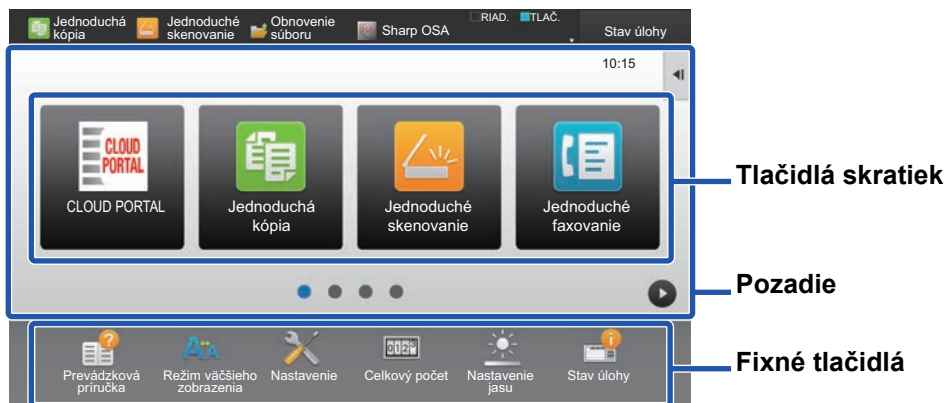 Jednoduchá
kópia
Jednoduché
skenovanie
Obnovenie
súboru
Sharp OSA
RIAD.
TLAČ.
Stav úlohy
10:15
CLOUD
PORTAL
CLOUD PORTAL
Jednoduchá
kópia
Jednoduché
skenovanie
Jednoduché
faxovanie
Tlačidlá skratiek
Pozadie
Prevádzková
príručka
Režim väčšieho
zobrazenia
Nastavenie
Celkový počet
Nastavenie
jasu
Stav úlohy
Fixné tlačidlá